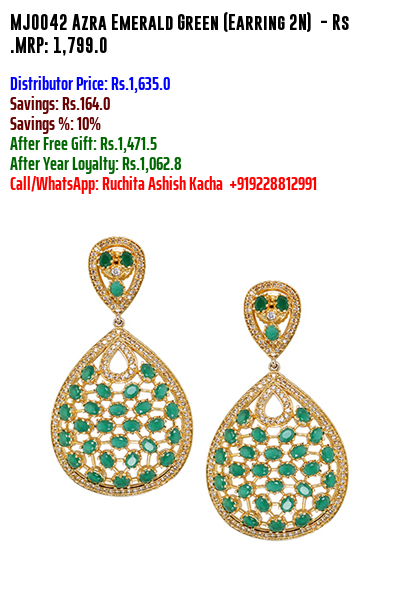 MJ0042 Azra Emerald Green (Earring 2N) - Rs
.MRP: 1,799.0
Distributor Price: Rs.1,635.0
Savings: Rs.164.0
Savings %: 10%
After Free Gift: Rs.1,471.5
After Year Loyalty: Rs.1,062.8
Call/WhatsApp: Ruchita Ashish Kacha +919228812991